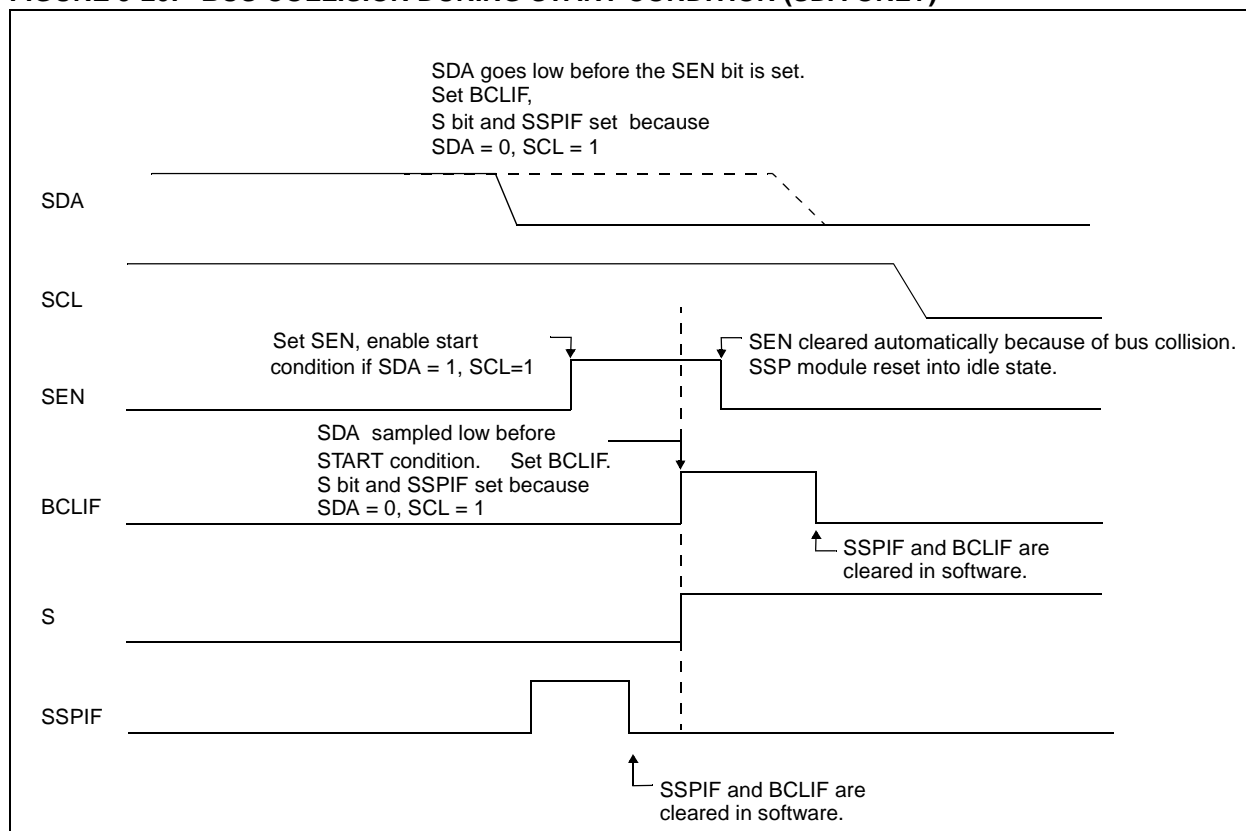 SDA goes low before the SEN bit is set.
Set BCLIF,
S bit and SSPIF set because
SDA = 0, SCL = 1
SDA
SCL
Set SEN, enable start
condition if SDA = 1, SCL=1
SEN cleared automatically because of bus collision.
SSP module reset into idle state.
SEN
SDA sampled low before
START condition. Set BCLIF.
S bit and SSPIF set because
SDA = 0, SCL = 1
BCLIF
SSPIF and BCLIF are
cleared in software.
S
SSPIF
SSPIF and BCLIF are
cleared in software.